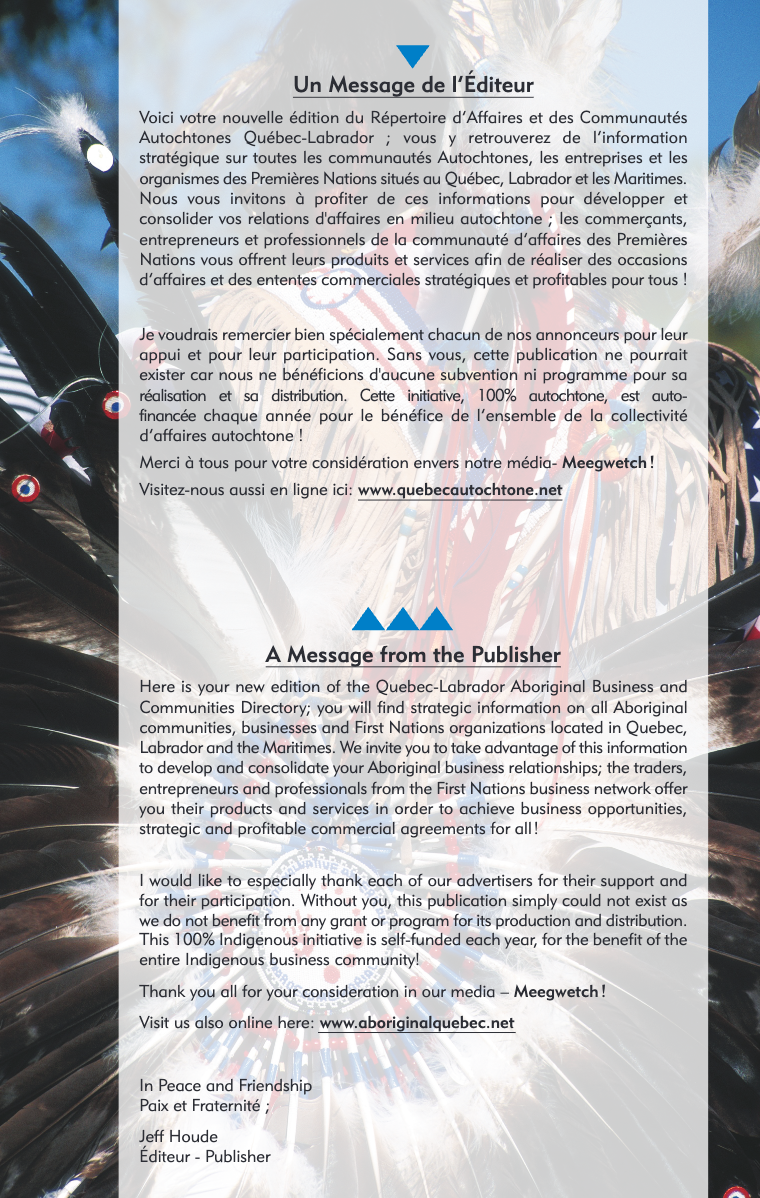 Un Message de l’Éditeur
Voici votre nouvelle édition du Répertoire d’Affaires et des Communautés
Autochtones Québec-Labrador ; vous y retrouverez de l’information
stratégique sur toutes les communautés Autochtones, les entreprises et les
organismes des Premières Nations situés au Québec, Labrador et les Maritimes.
Nous vous invitons à profiter de ces informations pour développer et
consolider vos relations d'affaires en milieu autochtone ; les commerçants,
entrepreneurs et professionnels de la communauté d’affaires des Premières
Nations vous offrent leurs produits et services afin de réaliser des occasions
d’affaires et des ententes commerciales stratégiques et profitables pour tous !
Je voudrais remercier bien spécialement chacun de nos annonceurs pour leur
appui et pour leur participation. Sans vous, cette publication ne pourrait
exister car nous ne bénéficions d'aucune subvention ni programme pour sa
réalisation et sa distribution. Cette initiative, 100% autochtone, est auto-
financée chaque année pour le bénéfice de l’ensemble de la collectivité
d’affaires autochtone !
Merci à tous pour votre considération envers notre média- Meegwetch !
Visitez-nous aussi en ligne ici: www.quebecautochtone.net
A Message from the Publisher
Here is your new edition of the Quebec-Labrador Aboriginal Business and
Communities Directory; you will find strategic information on all Aboriginal
communities, businesses and First Nations organizations located in Quebec,
Labrador and the Maritimes. We invite you to take advantage of this information
to develop and consolidate your Aboriginal business relationships; the traders,
entrepreneurs and professionals from the First Nations business network offer
you their products and services in order to achieve business opportunities,
strategic and profitable commercial agreements for all !
I would like to especially thank each of our advertisers for their support and
for their participation. Without you, this publication simply could not exist as
we do not benefit from any grant or program for its production and distribution.
This 100% Indigenous initiative is self-funded each year, for the benefit of the
entire Indigenous business community!
Thank you all for your consideration in our media – Meegwetch !
Visit us also online here: www.aboriginalquebec.net
In Peace and Friendship
Paix et Fraternité ;
Jeff Houde
Éditeur - Publisher